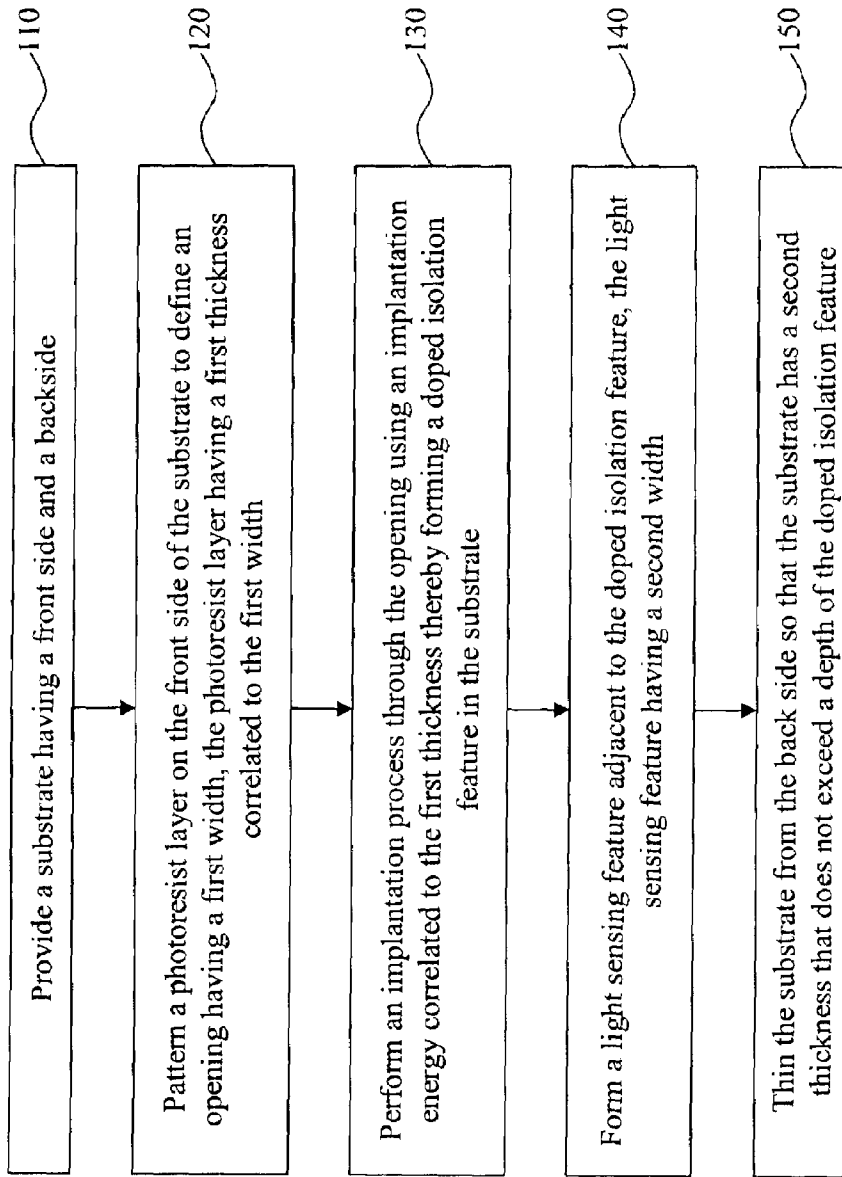 Provide a substrate having a front side and a backside
110
Pattern a photoresist layer on the front side of the substrate to define an
opening having a first width, the photoresist layer having a first thickness
correlated to the first width
120
Perform an implantation process through the opening using an implantation
energy correlated to the first thickness thereby forming a doped isolation
feature in the substrate
130
Form a light sensing feature adjacent to the doped isolation feature, the light
sensing feature having a second width
140
Thin the substrate from the back side so that the substrate has a second
thickness that does not exceed a depth of the doped isolation feature
150